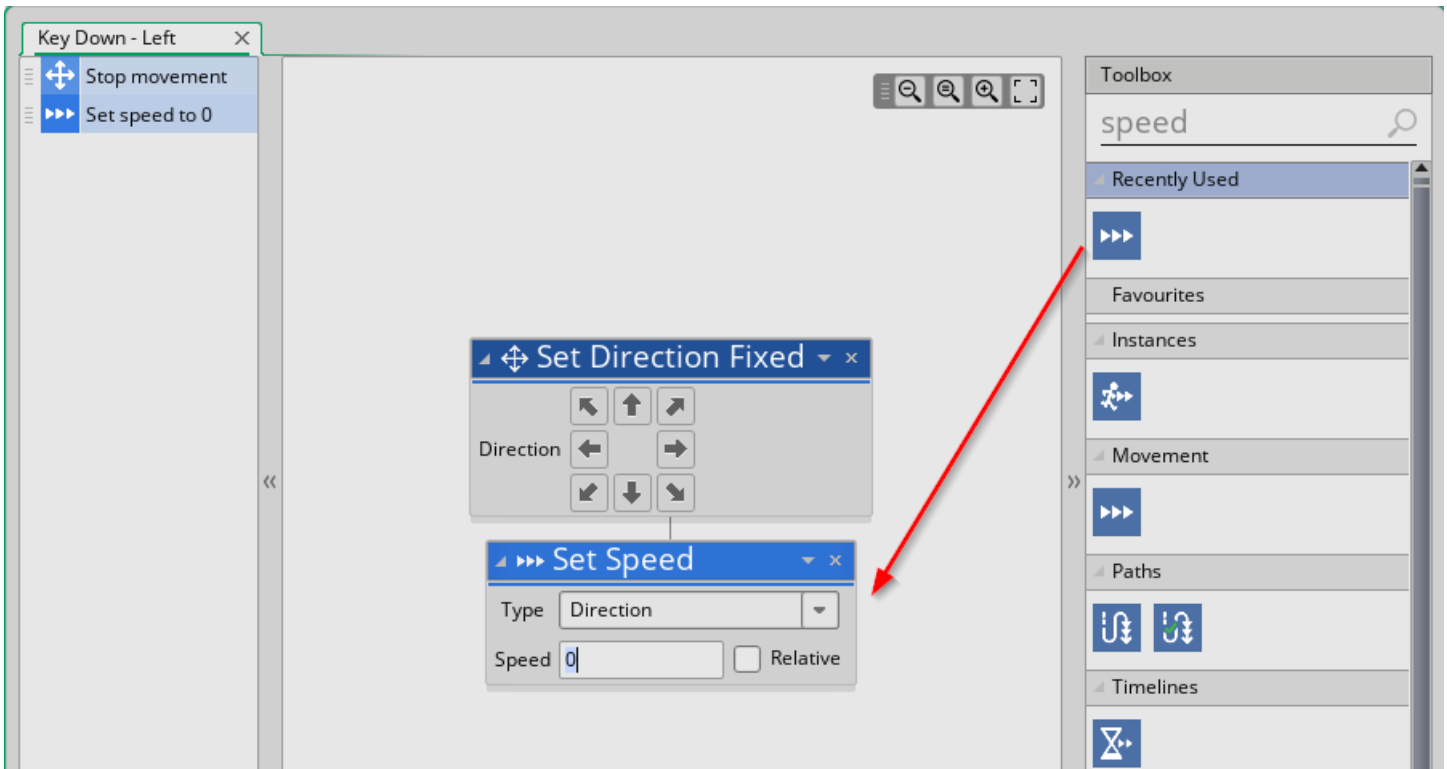 Key Down - Left
Stop movement
Set speed to 0
Set Direction Fixed
Direction
Set Speed
Type Direction
Speed 0 Relative
Toolbox
speed
Recently Used
Favourites
Instances
Movement
Paths
Timelines